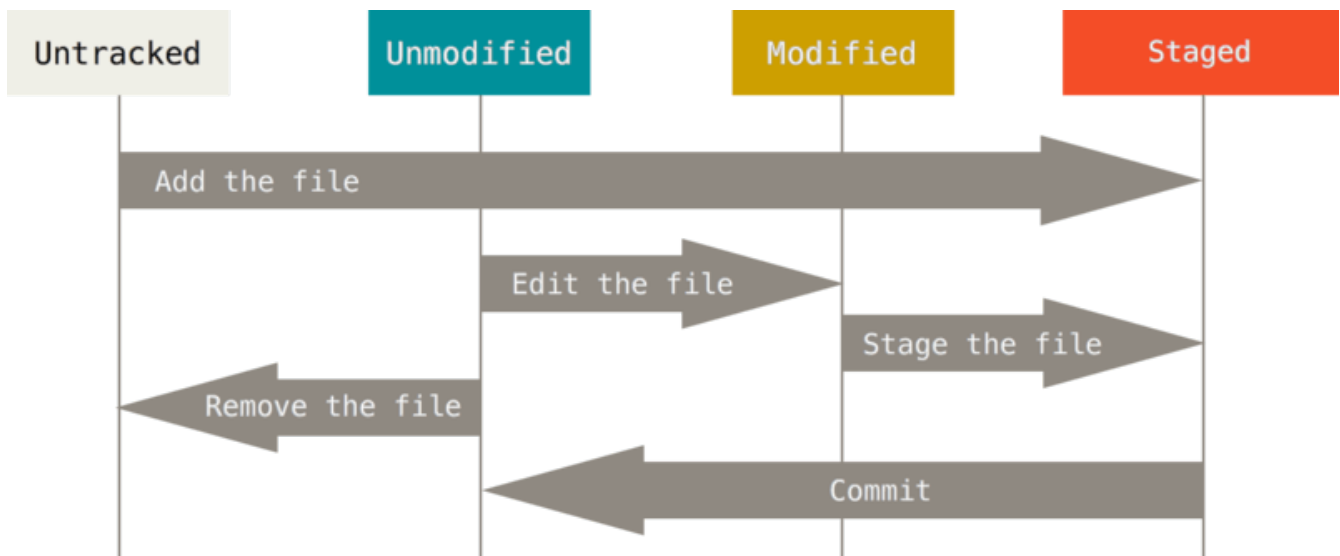 Untracked
Unmodified
Modified
Staged
Add the file
Edit the file
Stage the file
Remove the file
Commit